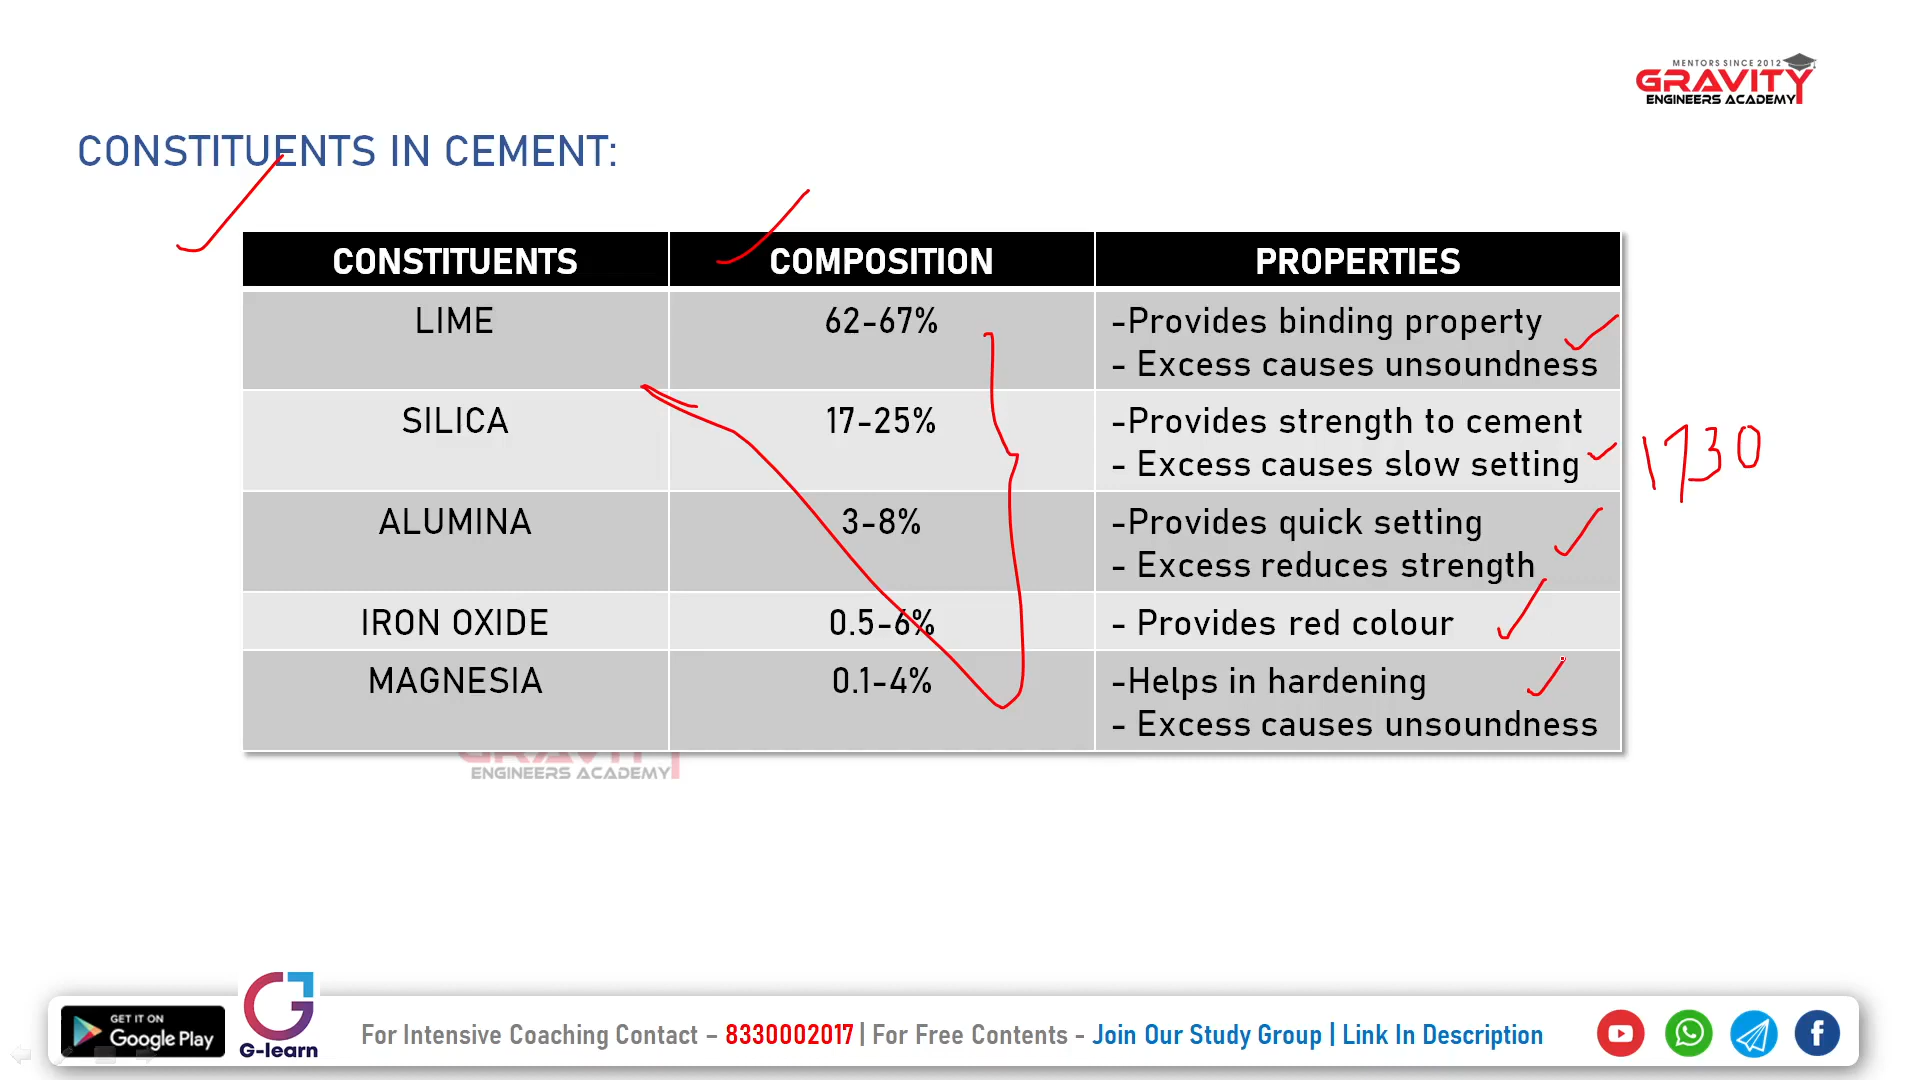 MENTORS SINCE 2012
GRAVITY
ENGINEERS ACADEMY
CONSTITUENTS IN CEMENT:
CONSTITUENTS COMPOSITION PROPERTIES
LIME 62-67% -Provides binding property
- Excess causes unsoundness
SILICA 17-25% -Provides strength to cement
- Excess causes slow setting
1730
ALUMINA 3-8% -Provides quick setting
- Excess reduces strength
IRON OXIDE 0.5-6% - Provides red colour
MAGNESIA 0.1-4% -Helps in hardening
- Excess causes unsoundness
GRAVITY
ENGINEERS ACADEMY
GET IT ON
Google Play
G-learn
For Intensive Coaching Contact – 8330002017 | For Free Contents - Join Our Study Group | Link In Description